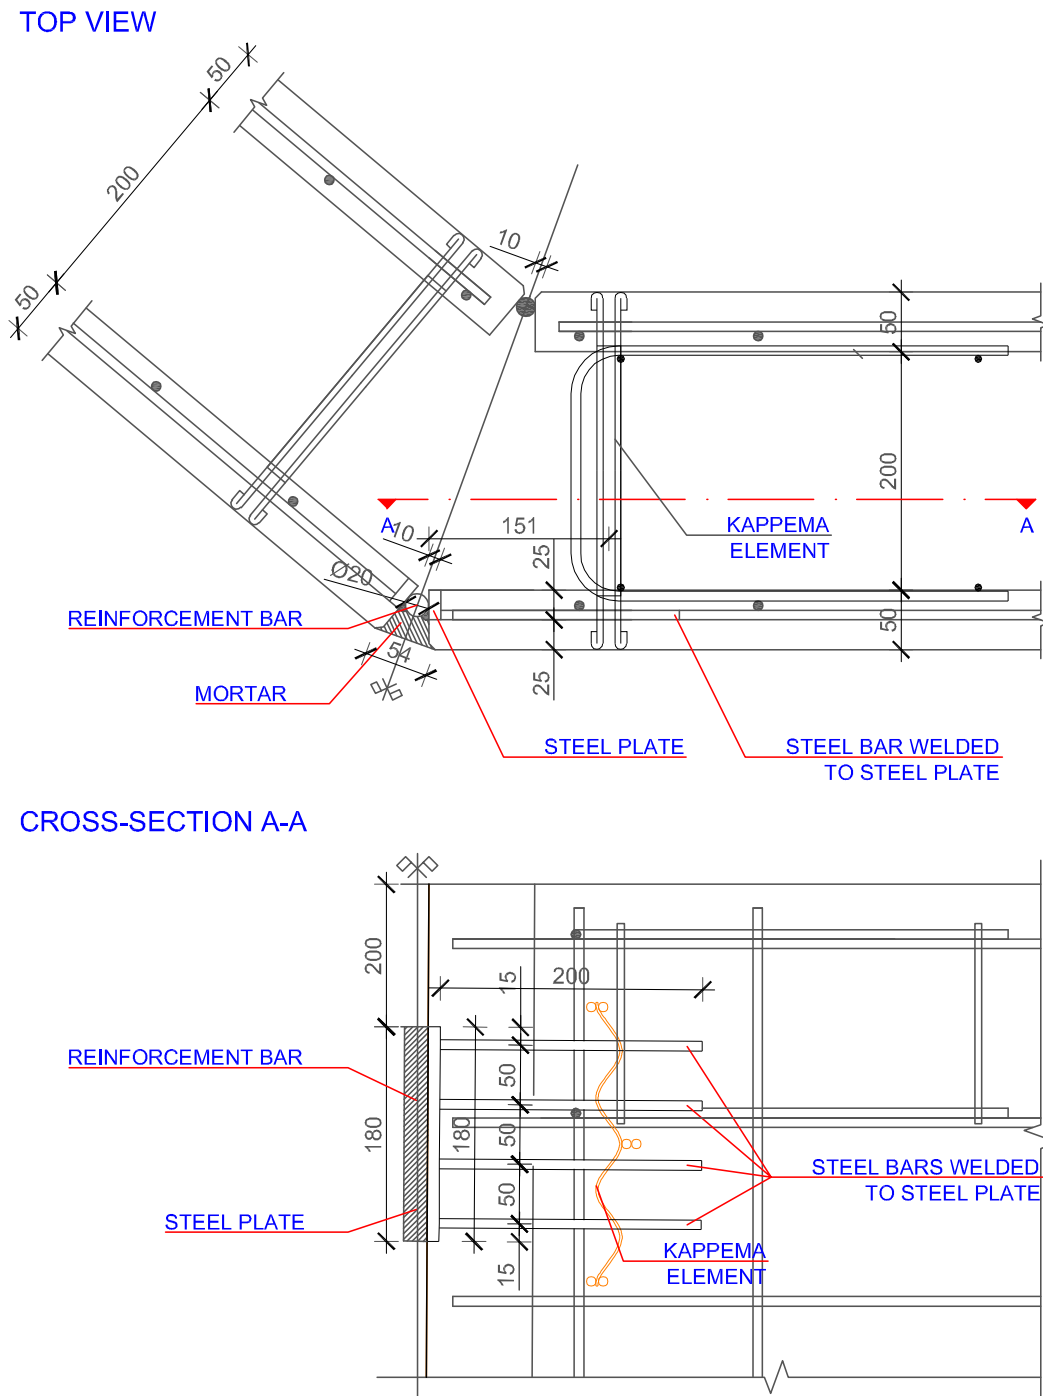 TOP VIEW
50
200
50
10
50
200
A
A
KAPPEMA
ELEMENT
10
151
25
Ø20
REINFORCEMENT BAR
50
54
25
MORTAR
STEEL PLATE
STEEL BAR WELDED
TO STEEL PLATE
CROSS-SECTION A-A
200
15
200
REINFORCEMENT BAR
50
180
180
50
STEEL BARS WELDED
TO STEEL PLATE
50
STEEL PLATE
KAPPEMA
ELEMENT
15